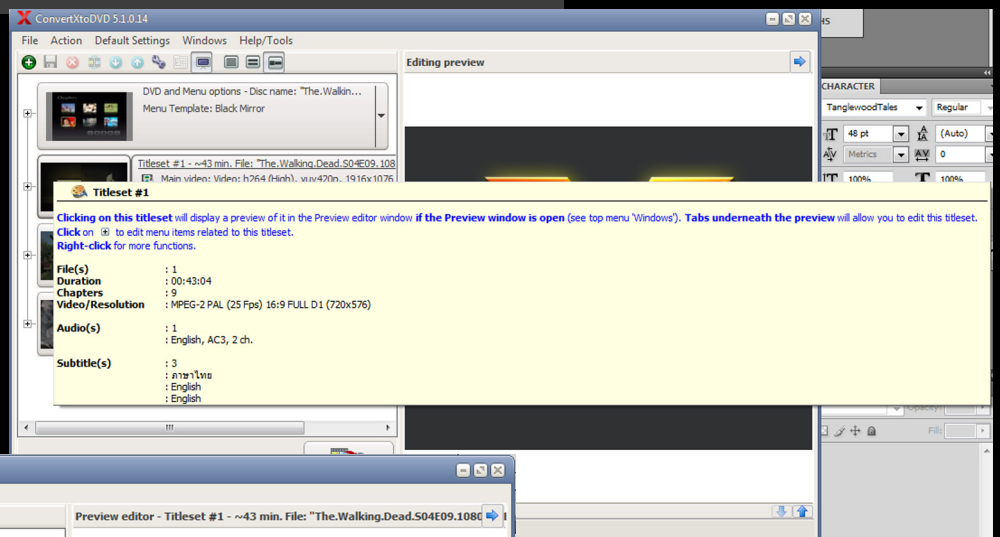 ConvertXtoDVD 5.1.0.14
File Action Default Settings Windows Help/Tools
Editing preview
DVD and Menu options - Disc name: "The.Walkin...
Menu Template: Black Mirror
Titleset #1 - ~43 min. File: "The.Walking.Dead.S04E09.108
Main video: Video: h264 (High), yuv420p, 1916x1076
Titleset #1
Clicking on this titleset will display a preview of it in the Preview editor window if the Preview window is open (see top menu 'Windows'). Tabs underneath the preview will allow you to edit this titleset.
Click on to edit menu items related to this titleset.
Right-click for more functions.
File(s) : 1
Duration : 00:43:04
Chapters : 9
Video/Resolution : MPEG-2 PAL (25 Fps) 16:9 FULL D1 (720x576)
Audio(s) : 1
: English, AC3, 2 ch.
Subtitle(s) : 3
: ภาษาไทย
: English
: English
Preview editor - Titleset #1 - ~43 min. File: "The.Walking.Dead.S04E09.1080
HS
CHARACTER
TanglewoodTales Regular
48 pt (Auto)
Metrics 0
100% 100%
Opacity:
Fill: